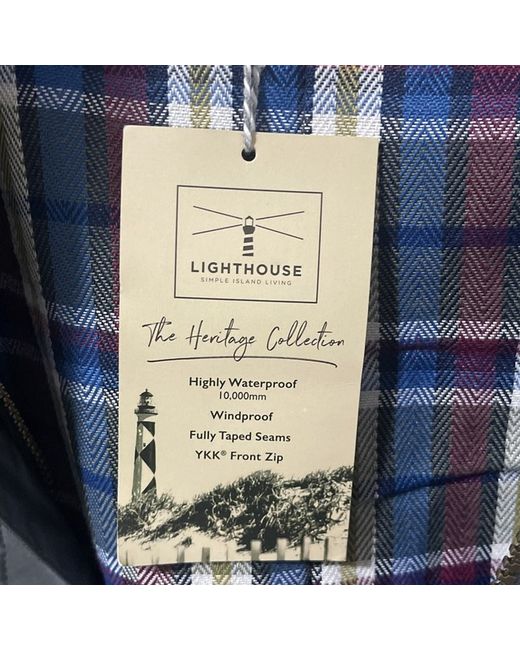 LIGHTHOUSE
SIMPLE ISLAND LIVING
The Heritage Collection
Highly Waterproof
10,000mm
Windproof
Fully Taped Seams
YKK® Front Zip